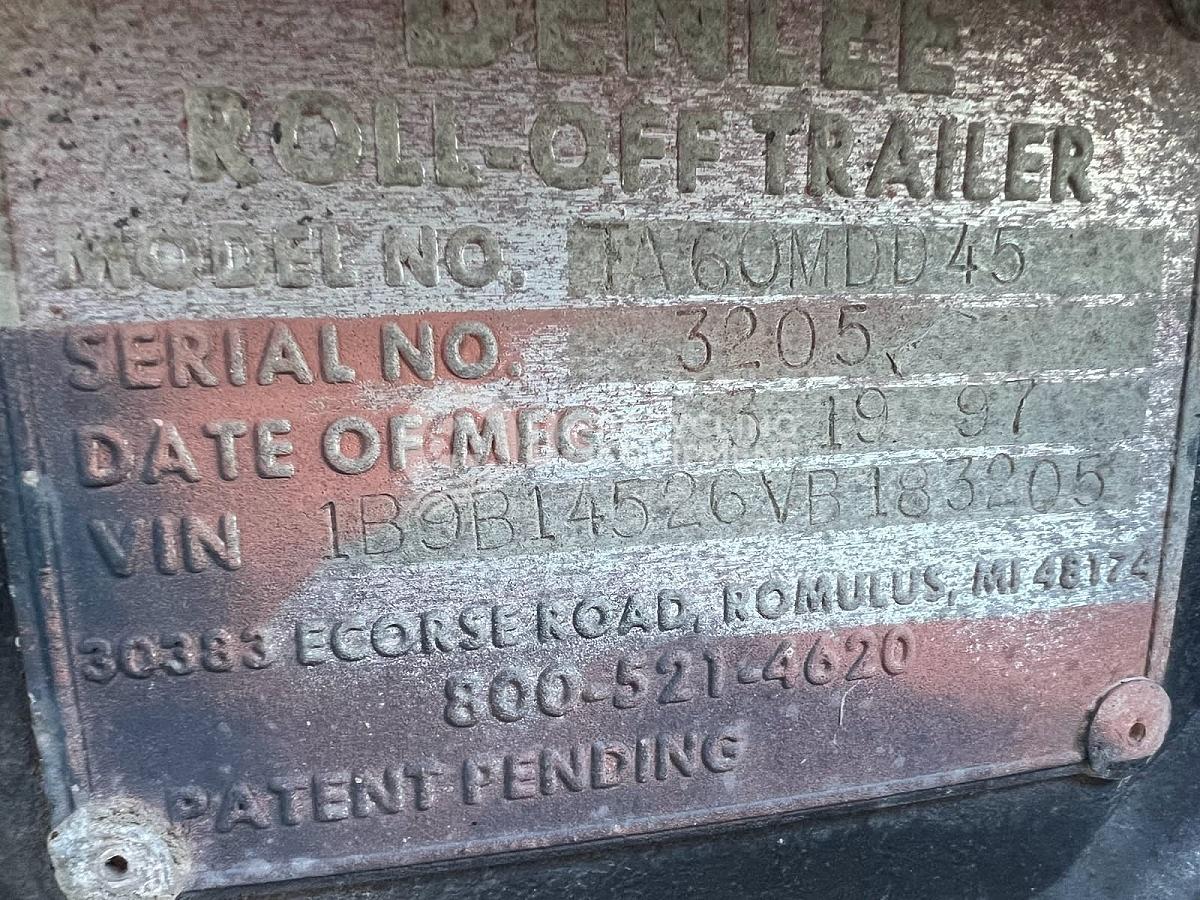 BENLEE
ROLL-OFF TRAILER
MODEL NO. TA60MDD45
SERIAL NO. 3205
DATE OF MFG 3 19 97
VIN 1B9B14526VB183205
30383 ECORSE ROAD, ROMULUS, MI 48174
800-521-4620
PATENT PENDING